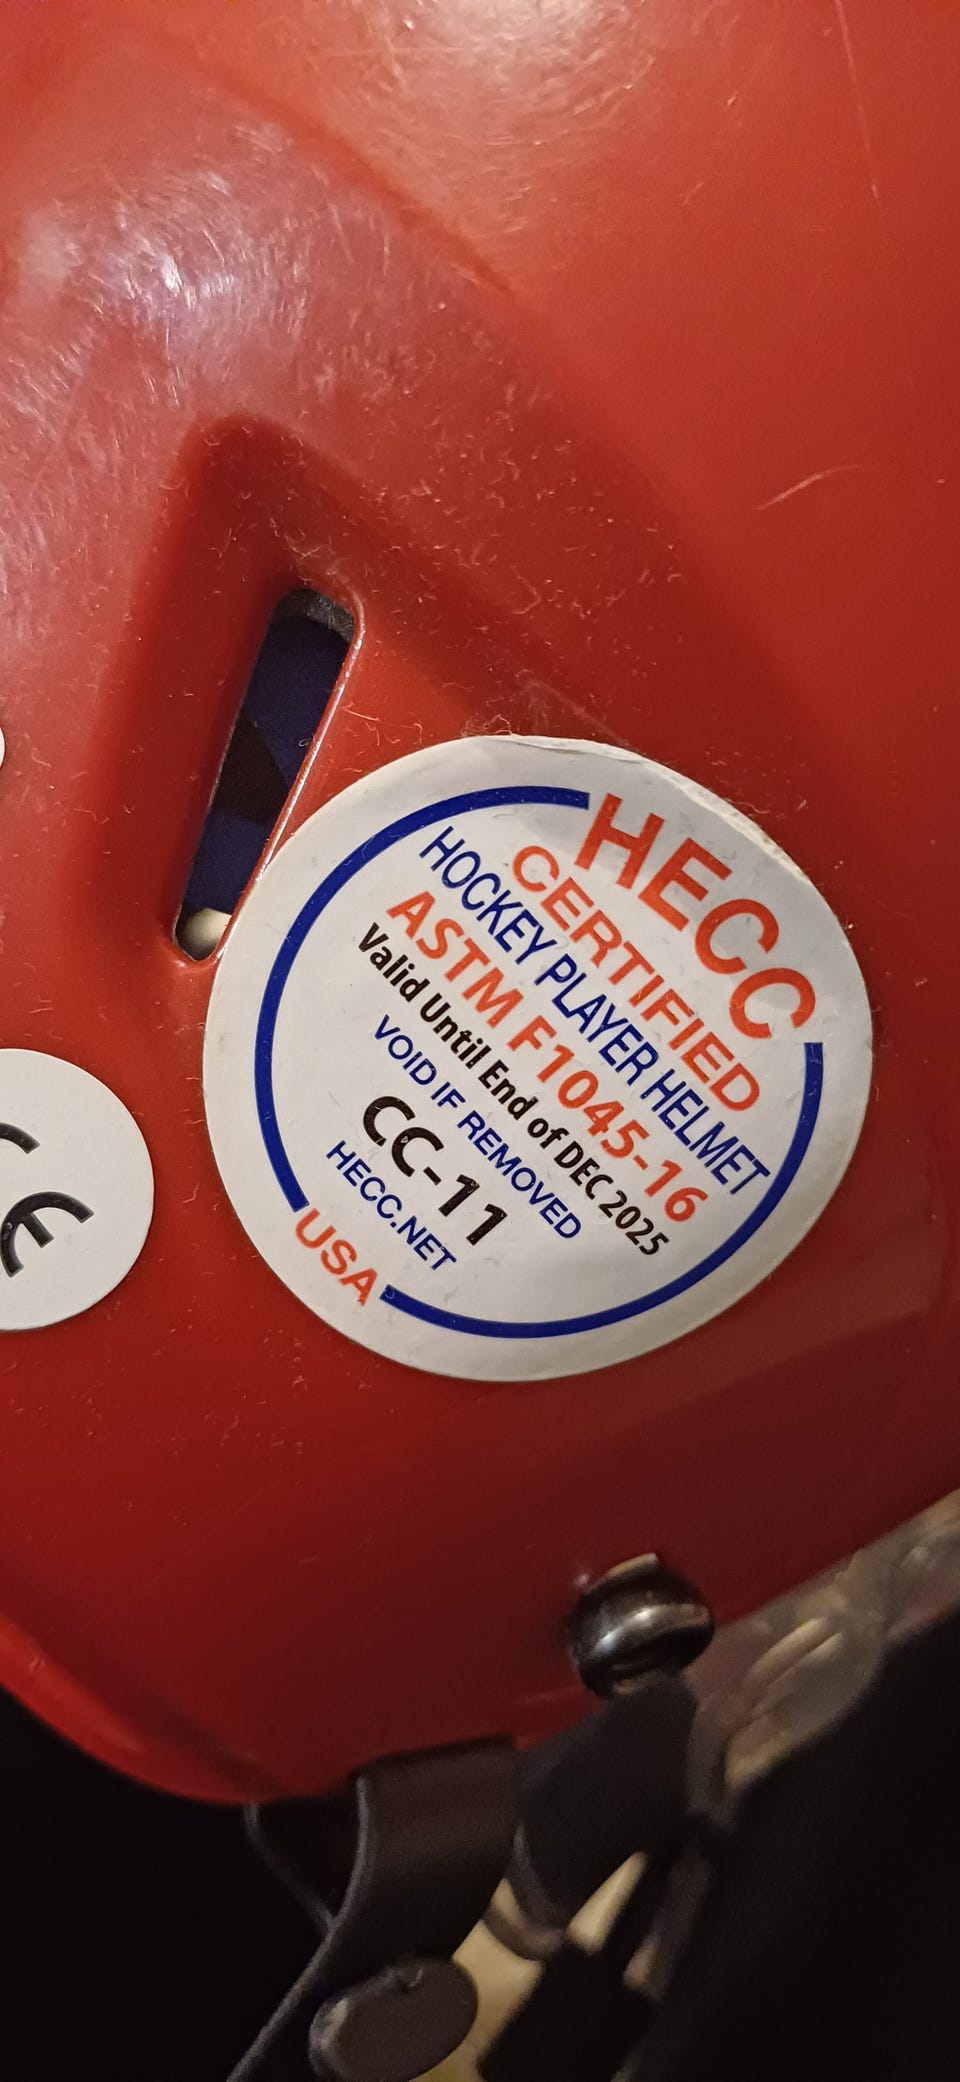 HECC
CERTIFIED
HOCKEY PLAYER HELMET
ASTM F1045-16
Valid Until End of DEC 2025
VOID IF REMOVED
CC-11
HECC.NET
USA
CE